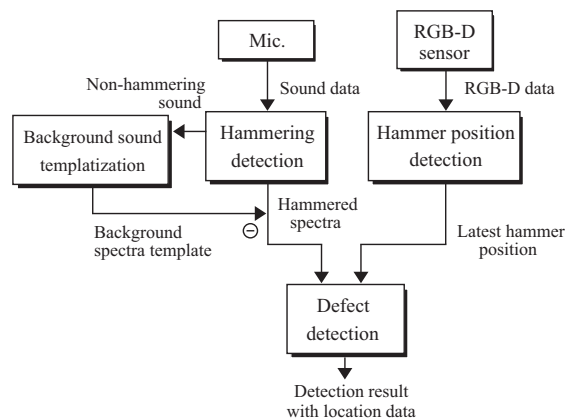 Mic.
RGB-D
sensor
Sound data
RGB-D data
Non-hammering
sound
Background sound
templatization
Hammering
detection
Hammer position
detection
Background
spectra template
Hammered
spectra
Latest hammer
position
Defect
detection
Detection result
with location data